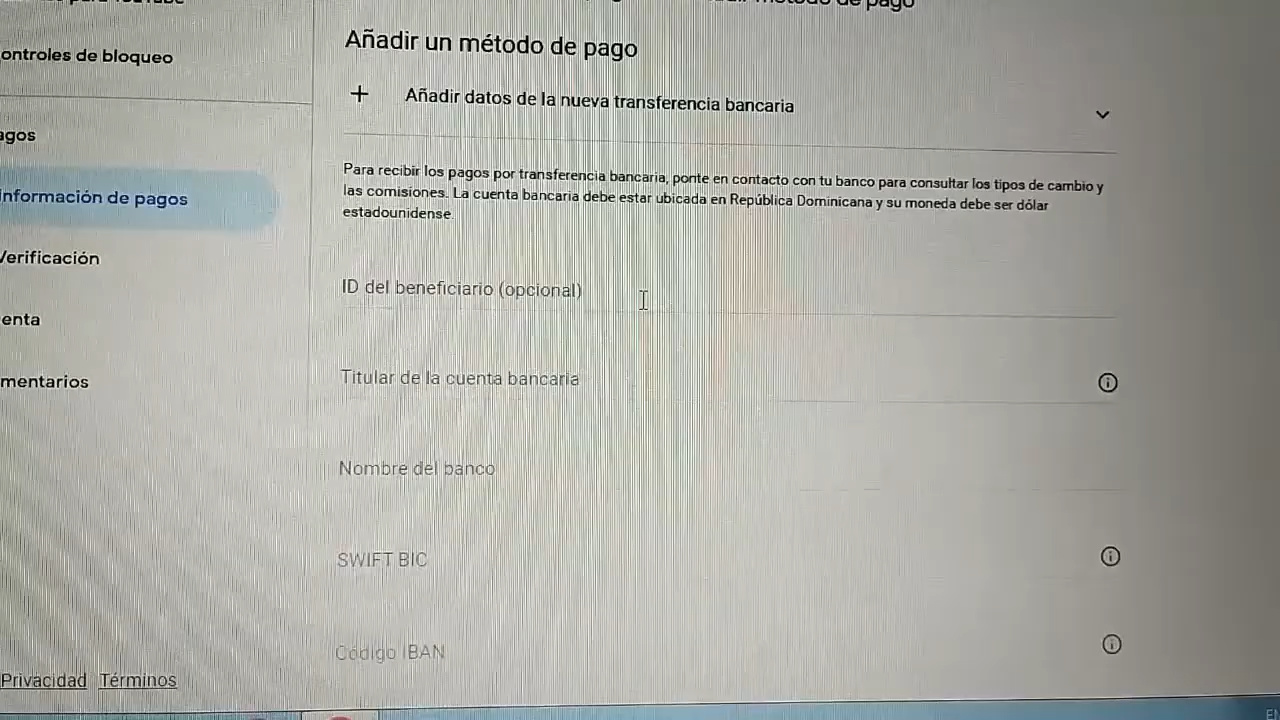 ontroles de bloqueo
agos
Información de pagos
Verificación
enta
mentarios
Privacidad Términos
método de pago
Añadir un método de pago
+ Añadir datos de la nueva transferencia bancaria
Para recibir los pagos por transferencia bancaria, ponte en contacto con tu banco para consultar los tipos de cambio y
las comisiones. La cuenta bancaria debe estar ubicada en República Dominicana y su moneda debe ser dólar
estadounidense.
ID del beneficiario (opcional)
Titular de la cuenta bancaria
Nombre del banco
SWIFT BIC
Código IBAN